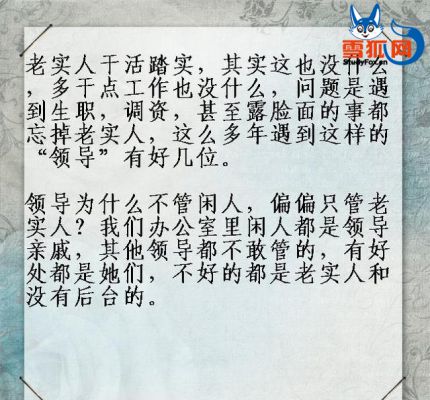 雪狐网
StudyFox.cn
老实人干活踏实，其实这也没什么
，多干点工作也没什么，问题是遇
到生职，调资，甚至露脸面的事都
忘掉老实人，这么多年遇到这样的
“领导”有好几位。
领导为什么不管闲人，偏偏只管老
实人？我们办公室里闲人都是领导
亲戚，其他领导都不敢管的，有好
处都是她们，不好的都是老实人和
没有后台的。